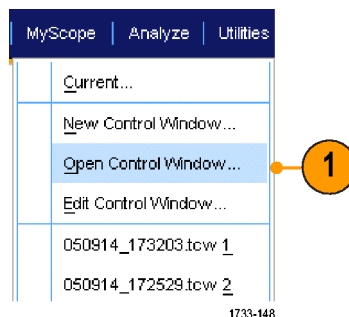 MyScope | Analyze | Utilities
Current...
New Control Window...
Open Control Window...
1
Edit Control Window...
050914_173203.tcw 1
050914_172529.tcw 2
1733-148